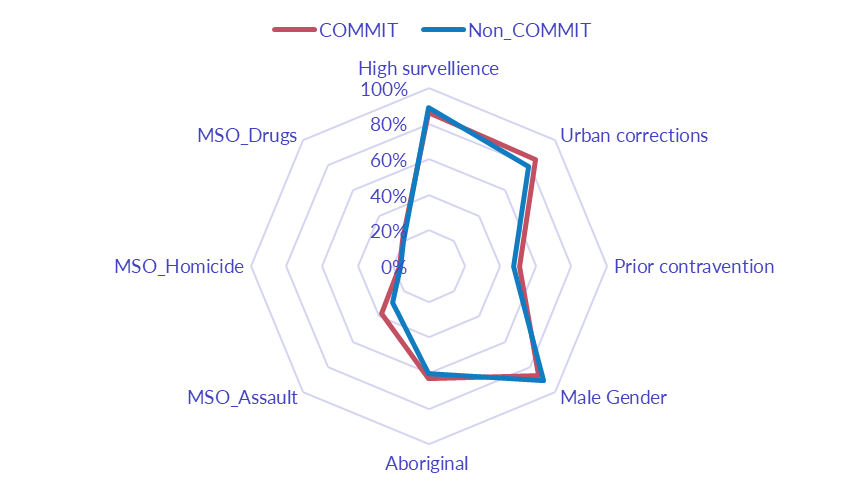 COMMIT Non_COMMIT
High survellience
100%
MSO_Drugs
80%
Urban corrections
60%
40%
20%
MSO_Homicide
0%
Prior contravention
MSO_Assault
Male Gender
Aboriginal